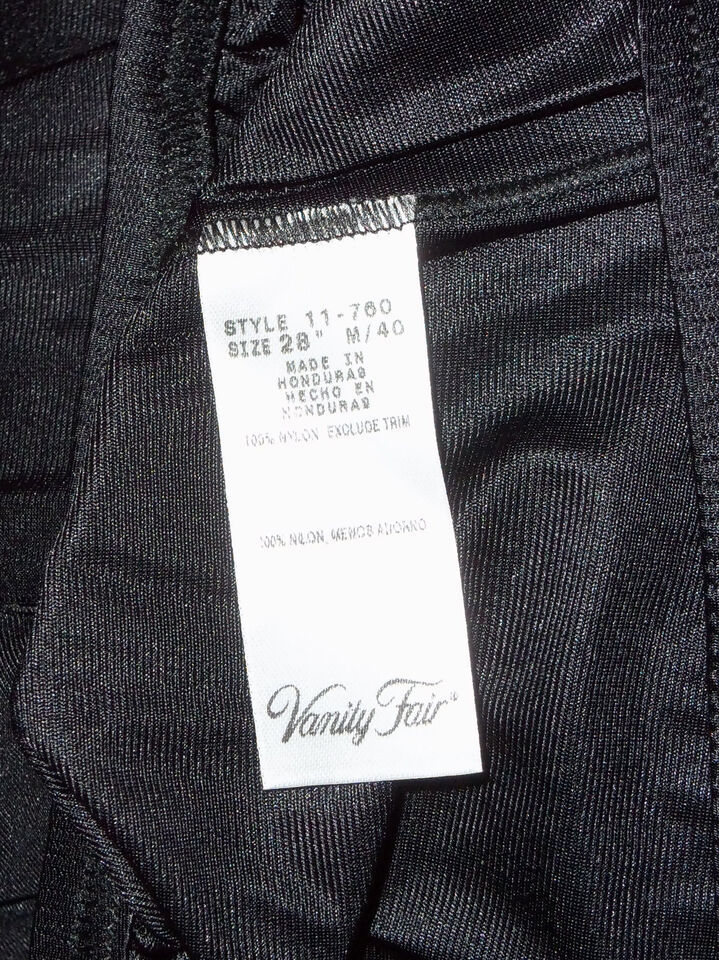 STYLE 11-760
SIZE 28" M/40
MADE IN
HONDURAS
HECHO EN
HONDURAS
100% NYLON EXCLUDE TRIM
100% NILON, MENOS ADORNO
Vanity Fair®